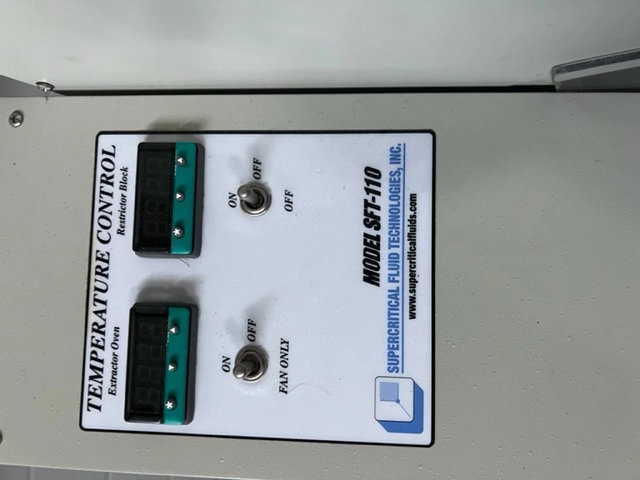 TEMPERATURE CONTROL
Extractor Oven
Restrictor Block
ON
OFF
FAN ONLY
ON
OFF
OFF
MODEL SFT-110
SUPERCRITICAL FLUID TECHNOLOGIES, INC.
www.supercriticalfluids.com